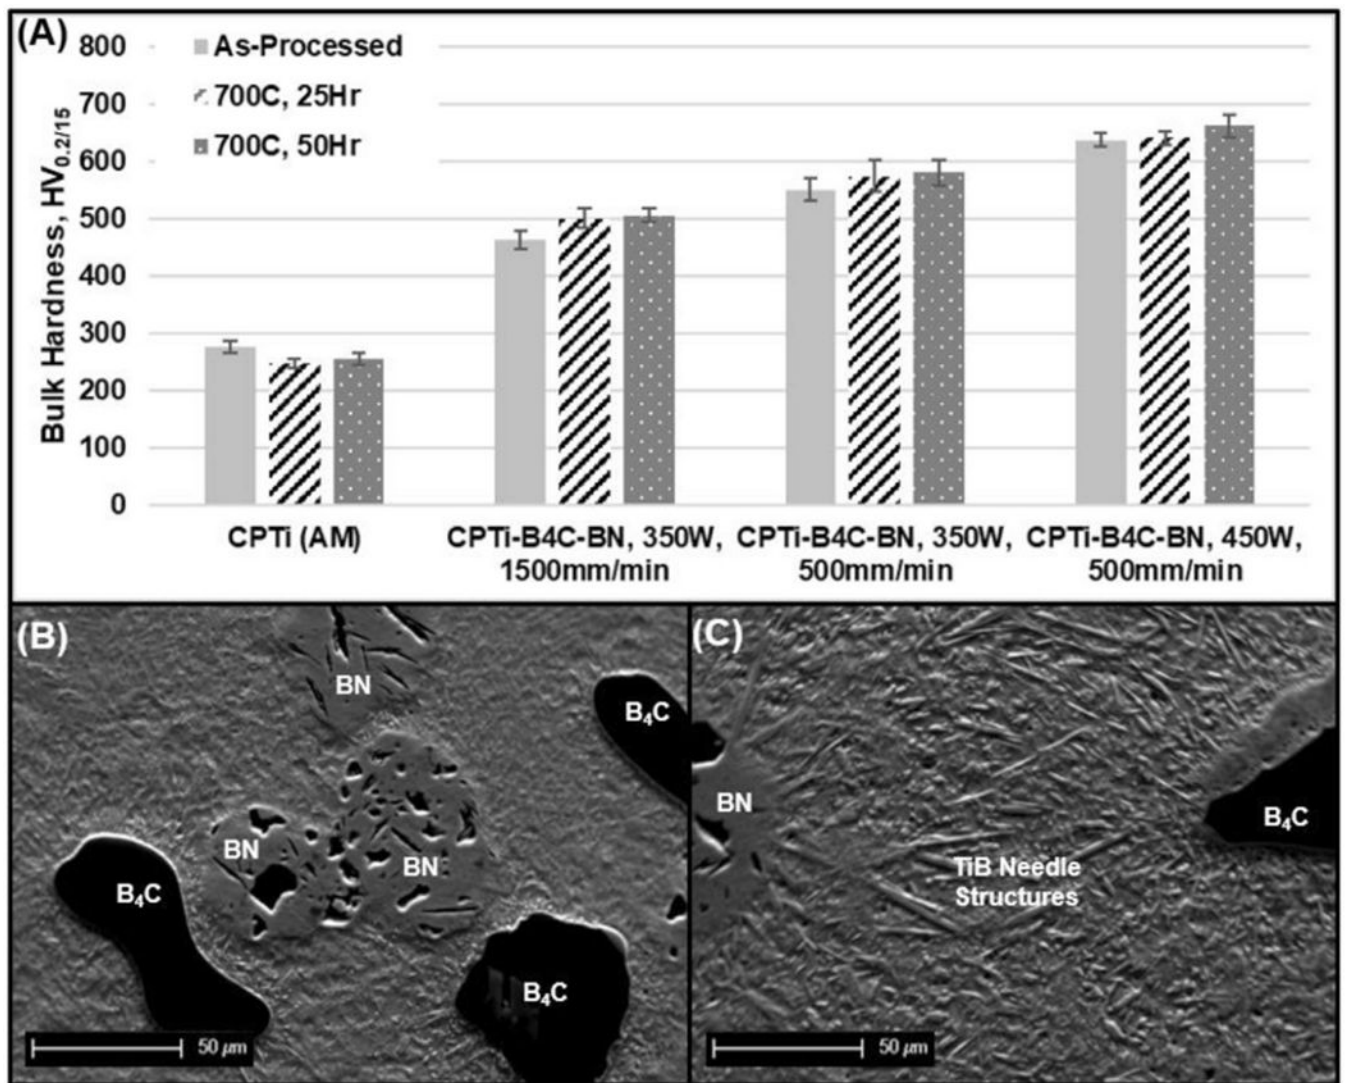 (A)
800
700
600
500
400
300
200
100
0
Bulk Hardness, HV0.2/15
As-Processed
700C, 25Hr
700C, 50Hr
CPTi (AM)
CPTi-B4C-BN, 350W,
1500mm/min
CPTi-B4C-BN, 350W,
500mm/min
CPTi-B4C-BN, 450W,
500mm/min
(B)
BN
B₄C
BN
BN
B₄C
B₄C
50 µm
(C)
BN
B₄C
TiB Needle
Structures
50 µm